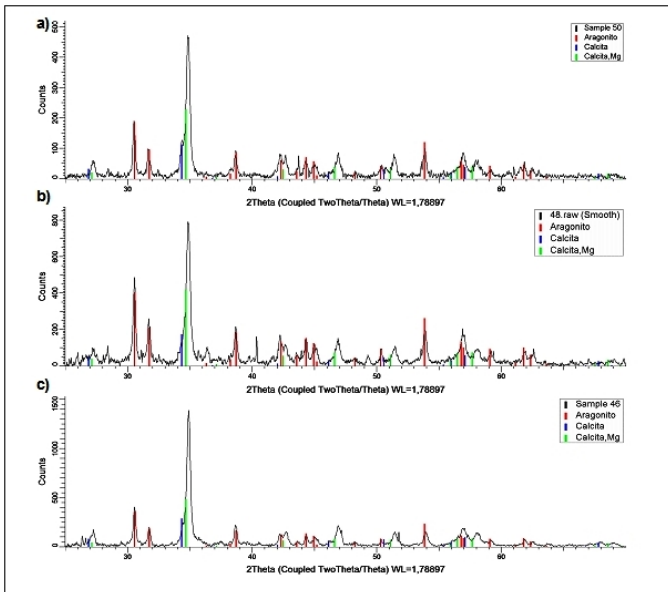 a)
Sample 50
Aragonito
Calcita
Calcita,Mg
Counts
500
400
300
200
100
0
30
40
50
60
2Theta (Coupled TwoTheta/Theta) WL=1,78897
b)
48.raw (Smooth)
Aragonito
Calcita
Calcita,Mg
Counts
800
600
400
200
0
30
40
50
60
2Theta (Coupled TwoTheta/Theta) WL=1,78897
c)
Sample 46
Aragonito
Calcita
Calcita,Mg
Counts
1500
1000
500
0
30
40
50
60
2Theta (Coupled TwoTheta/Theta) WL=1,78897